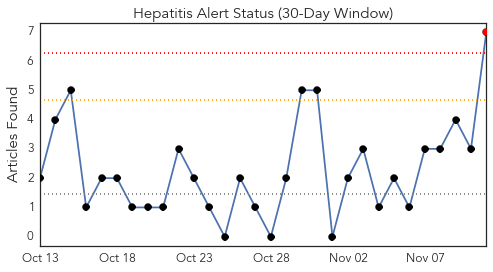 Hepatitis Alert Status (30-Day Window)
7
6
5
4
3
2
1
0
Articles Found
Oct 13 Oct 18 Oct 23 Oct 28 Nov 02 Nov 07